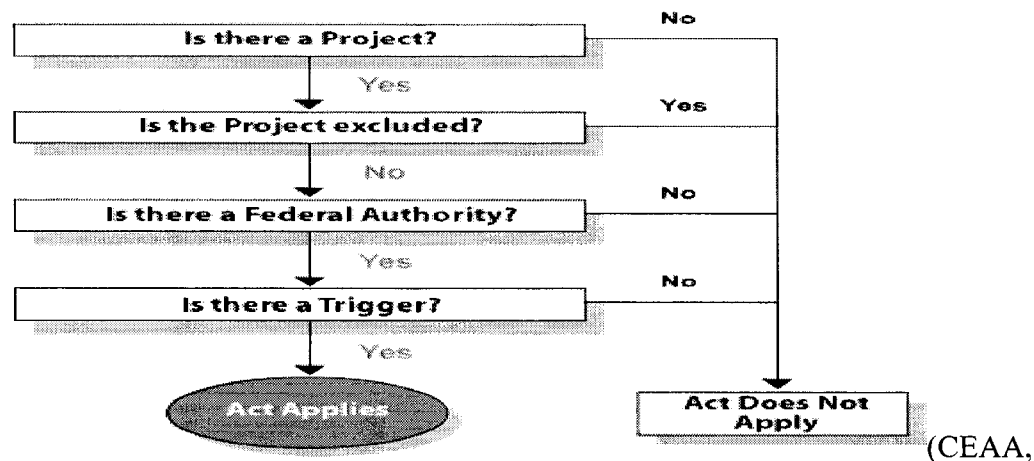 No
Is there a Project?
Yes
Yes
Is the Project excluded?
No
No
Is there a Federal Authority?
Yes
No
Is there a Trigger?
Yes
Act Applies
Act Does Not
Apply
(CEAA,